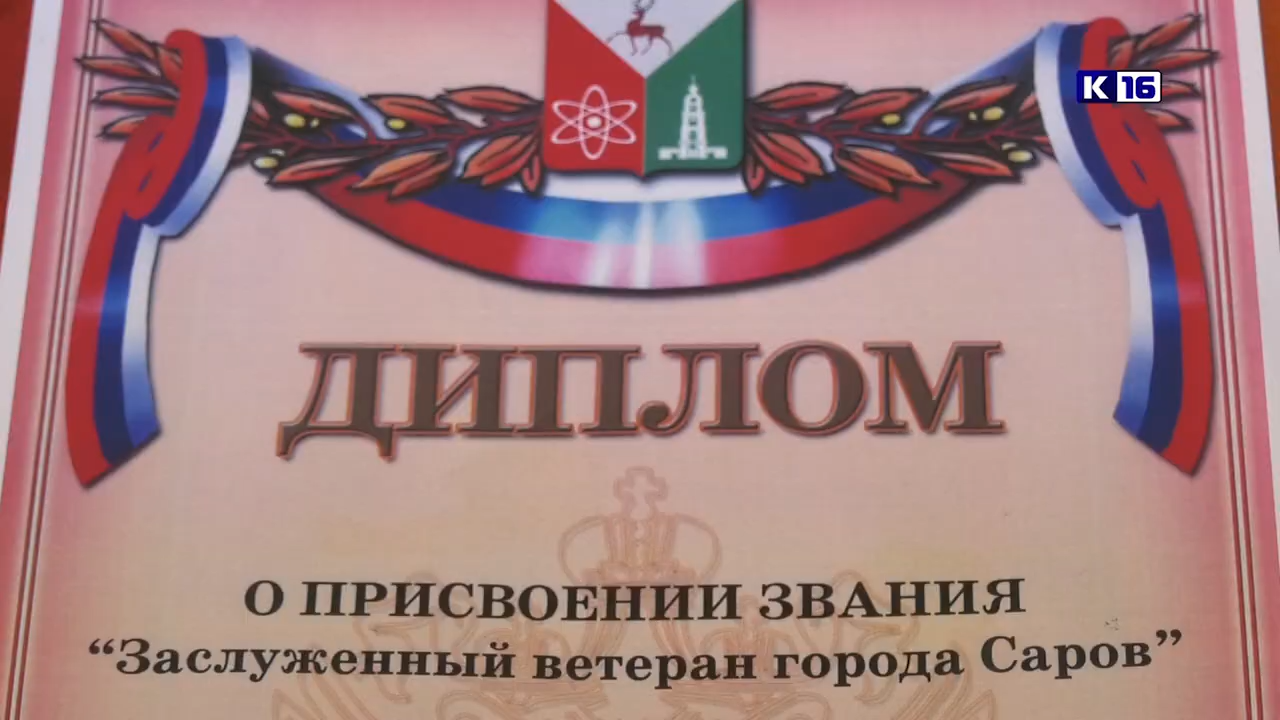 К 16
ДИПЛОМ
О ПРИСВОЕНИИ ЗВАНИЯ
“Заслуженный ветеран города Саров”